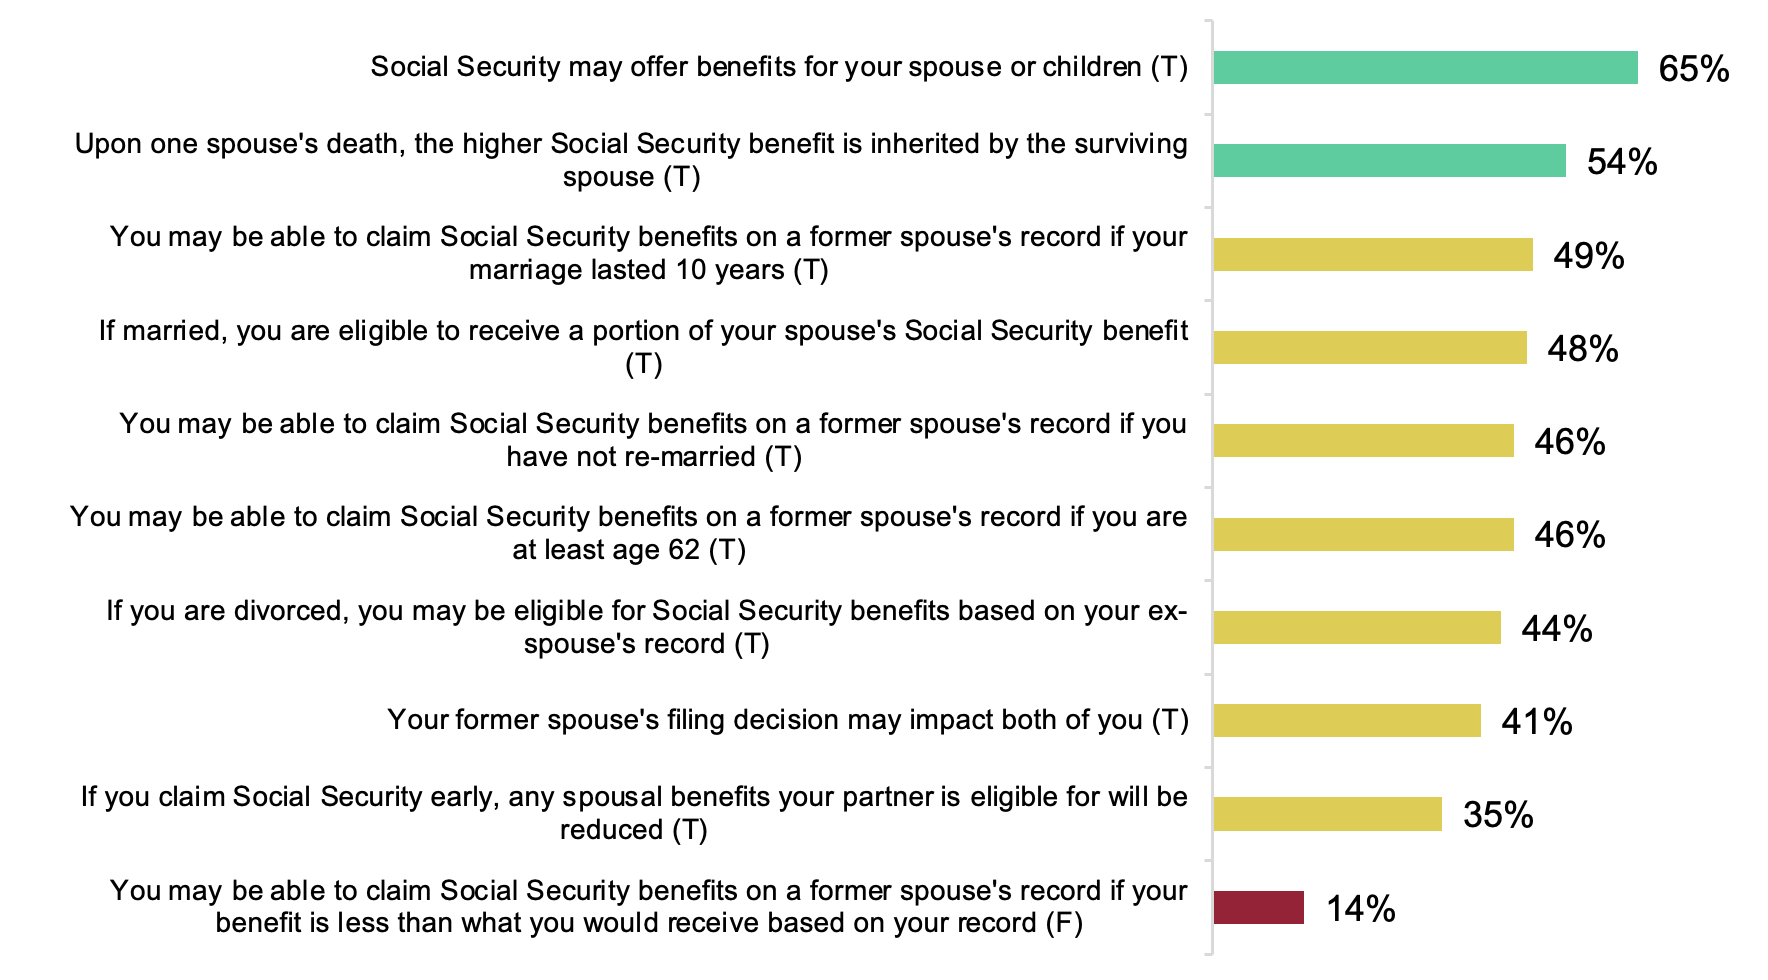 Social Security may offer benefits for your spouse or children (T)
65%
Upon one spouse's death, the higher Social Security benefit is inherited by the surviving
spouse (T)
54%
You may be able to claim Social Security benefits on a former spouse's record if your
marriage lasted 10 years (T)
49%
If married, you are eligible to receive a portion of your spouse's Social Security benefit
(T)
48%
You may be able to claim Social Security benefits on a former spouse's record if you
have not re-married (T)
46%
You may be able to claim Social Security benefits on a former spouse's record if you are
at least age 62 (T)
46%
If you are divorced, you may be eligible for Social Security benefits based on your ex-
spouse's record (T)
44%
Your former spouse's filing decision may impact both of you (T)
41%
If you claim Social Security early, any spousal benefits your partner is eligible for will be
reduced (T)
35%
You may be able to claim Social Security benefits on a former spouse's record if your
benefit is less than what you would receive based on your record (F)
14%